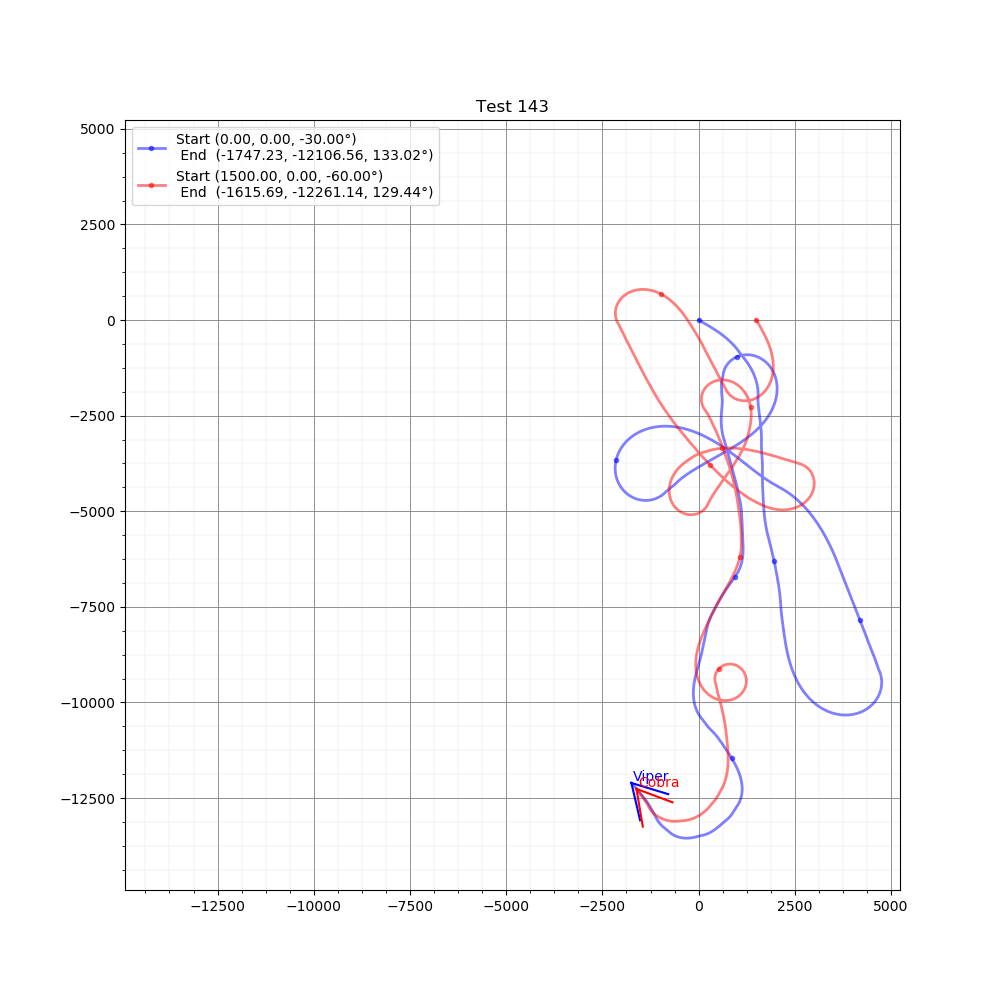 Test 143
Start (0.00, 0.00, -30.00°)
End  (-1747.23, -12106.56, 133.02°)
Start (1500.00, 0.00, -60.00°)
End  (-1615.69, -12261.14, 129.44°)
5000
2500
0
−2500
−5000
−7500
−10000
−12500
Viper
Cobra
−12500 −10000 −7500 −5000 −2500 0 2500 5000